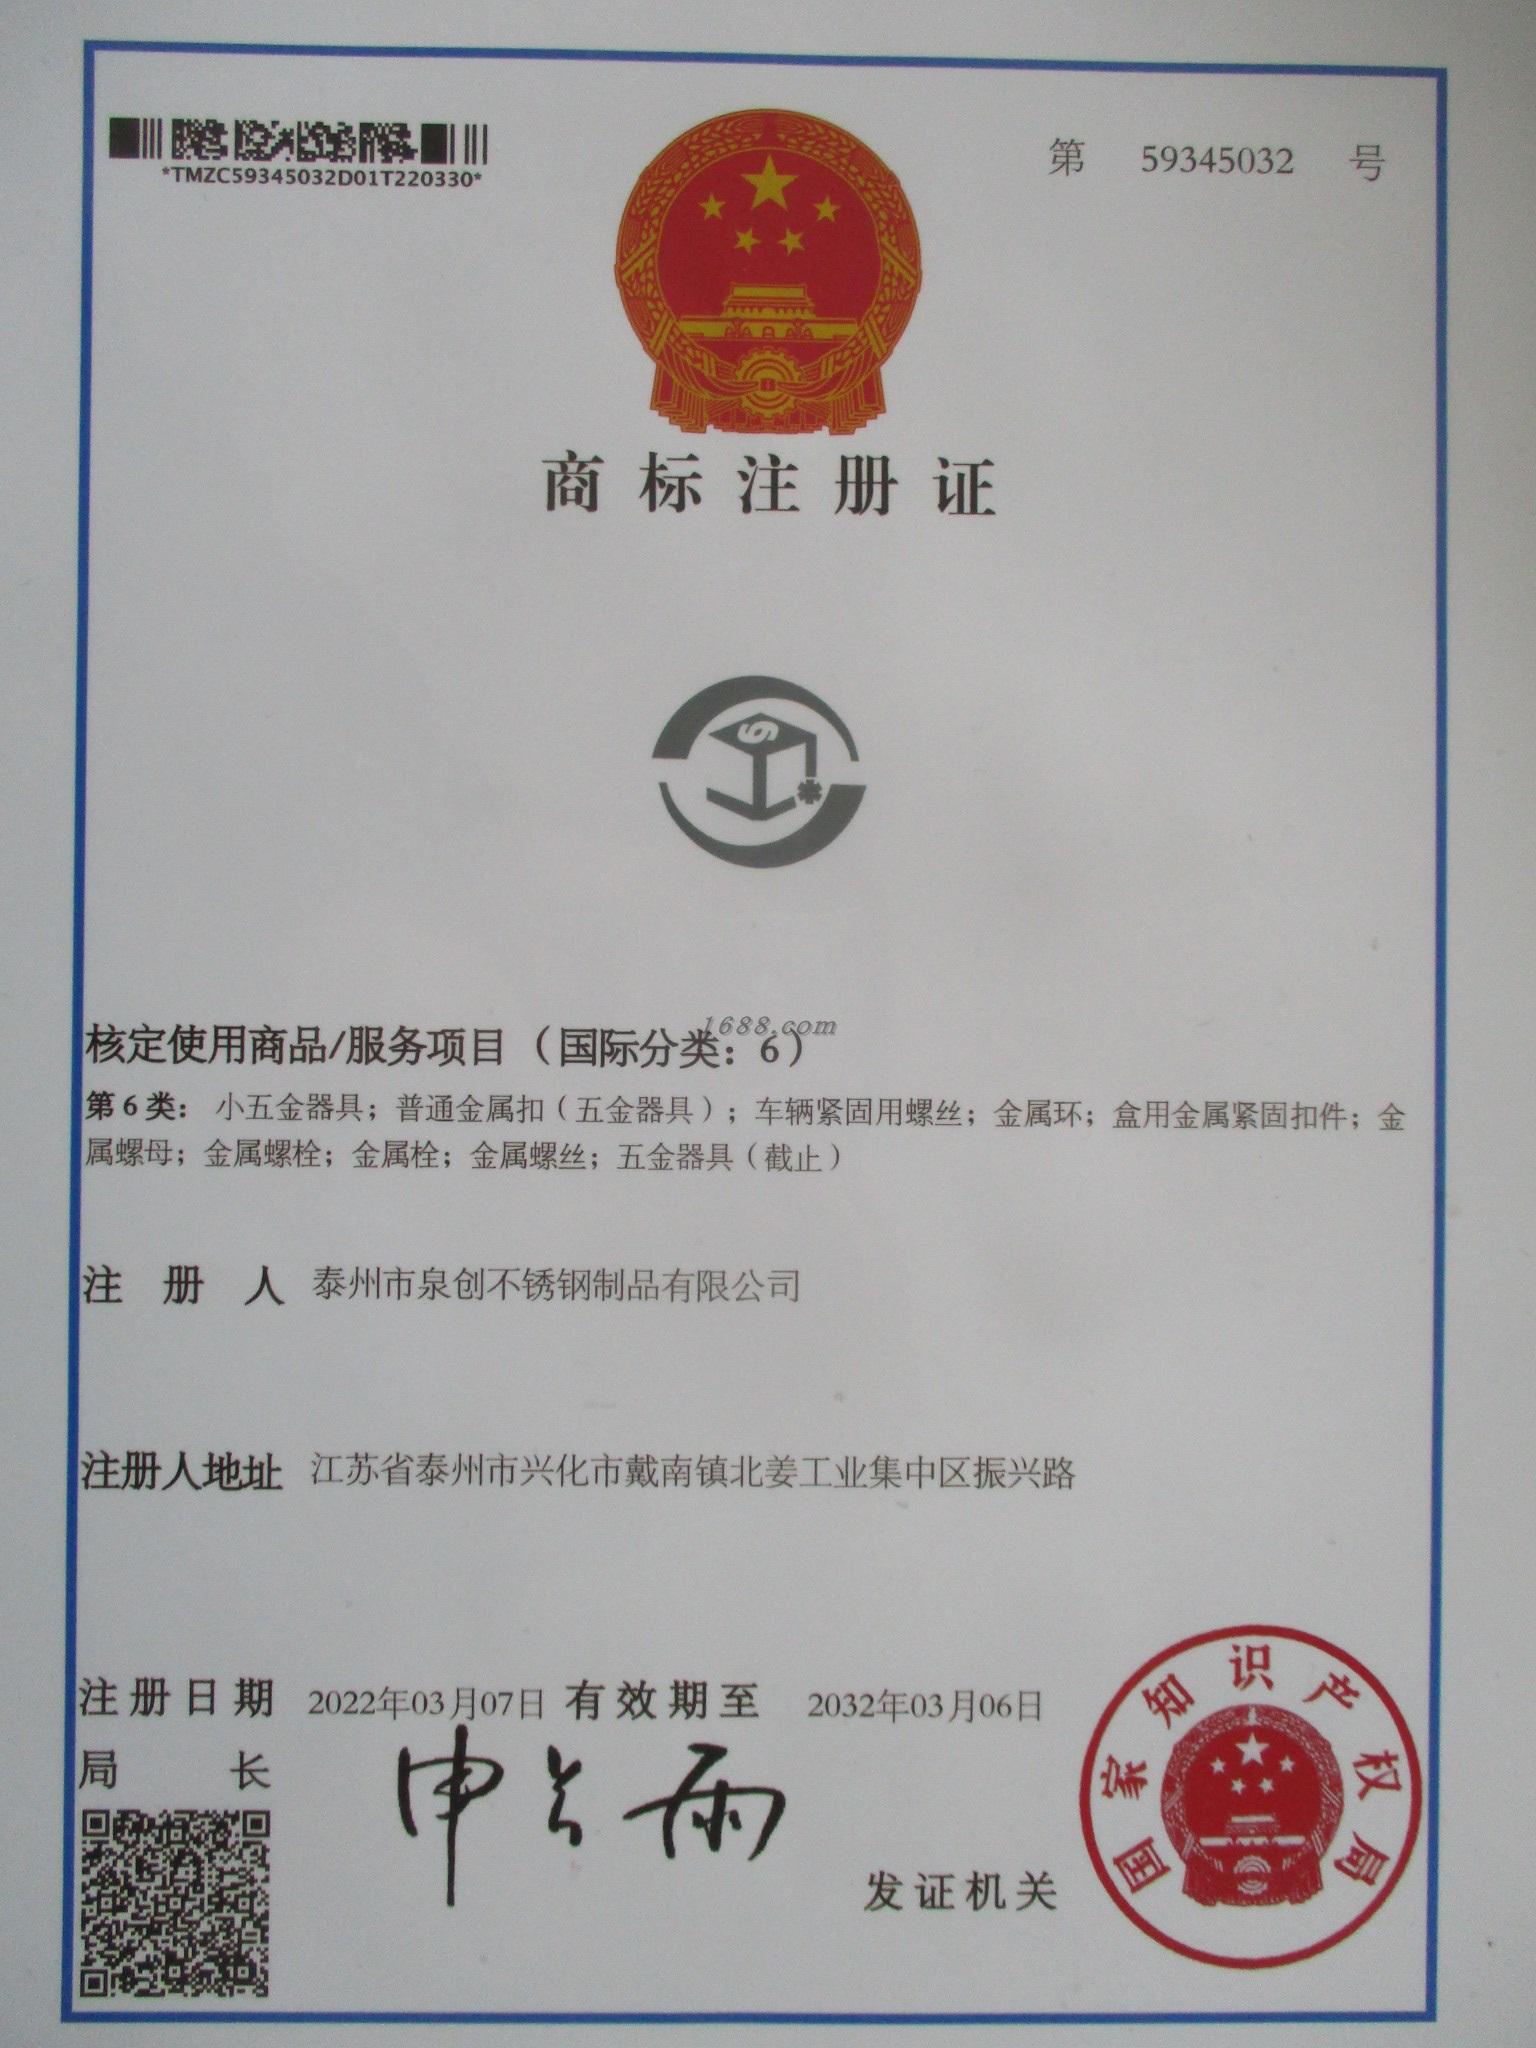 *TMZC59345032D01T220330*
第 59345032 号
商标注册证
1688.com
核定使用商品/服务项目（国际分类：6）
第6类： 小五金器具；普通金属扣（五金器具）；车辆紧固用螺丝；金属环；盒用金属紧固扣件；金
属螺母；金属螺栓；金属栓；金属螺丝；五金器具（截止）
注 册 人 泰州市泉创不锈钢制品有限公司
注册人地址 江苏省泰州市兴化市戴南镇北姜工业集中区振兴路
注册日期 2022年03月07日 有效期至 2032年03月06日
局 长 申长雨
发证机关
国家知识产权局